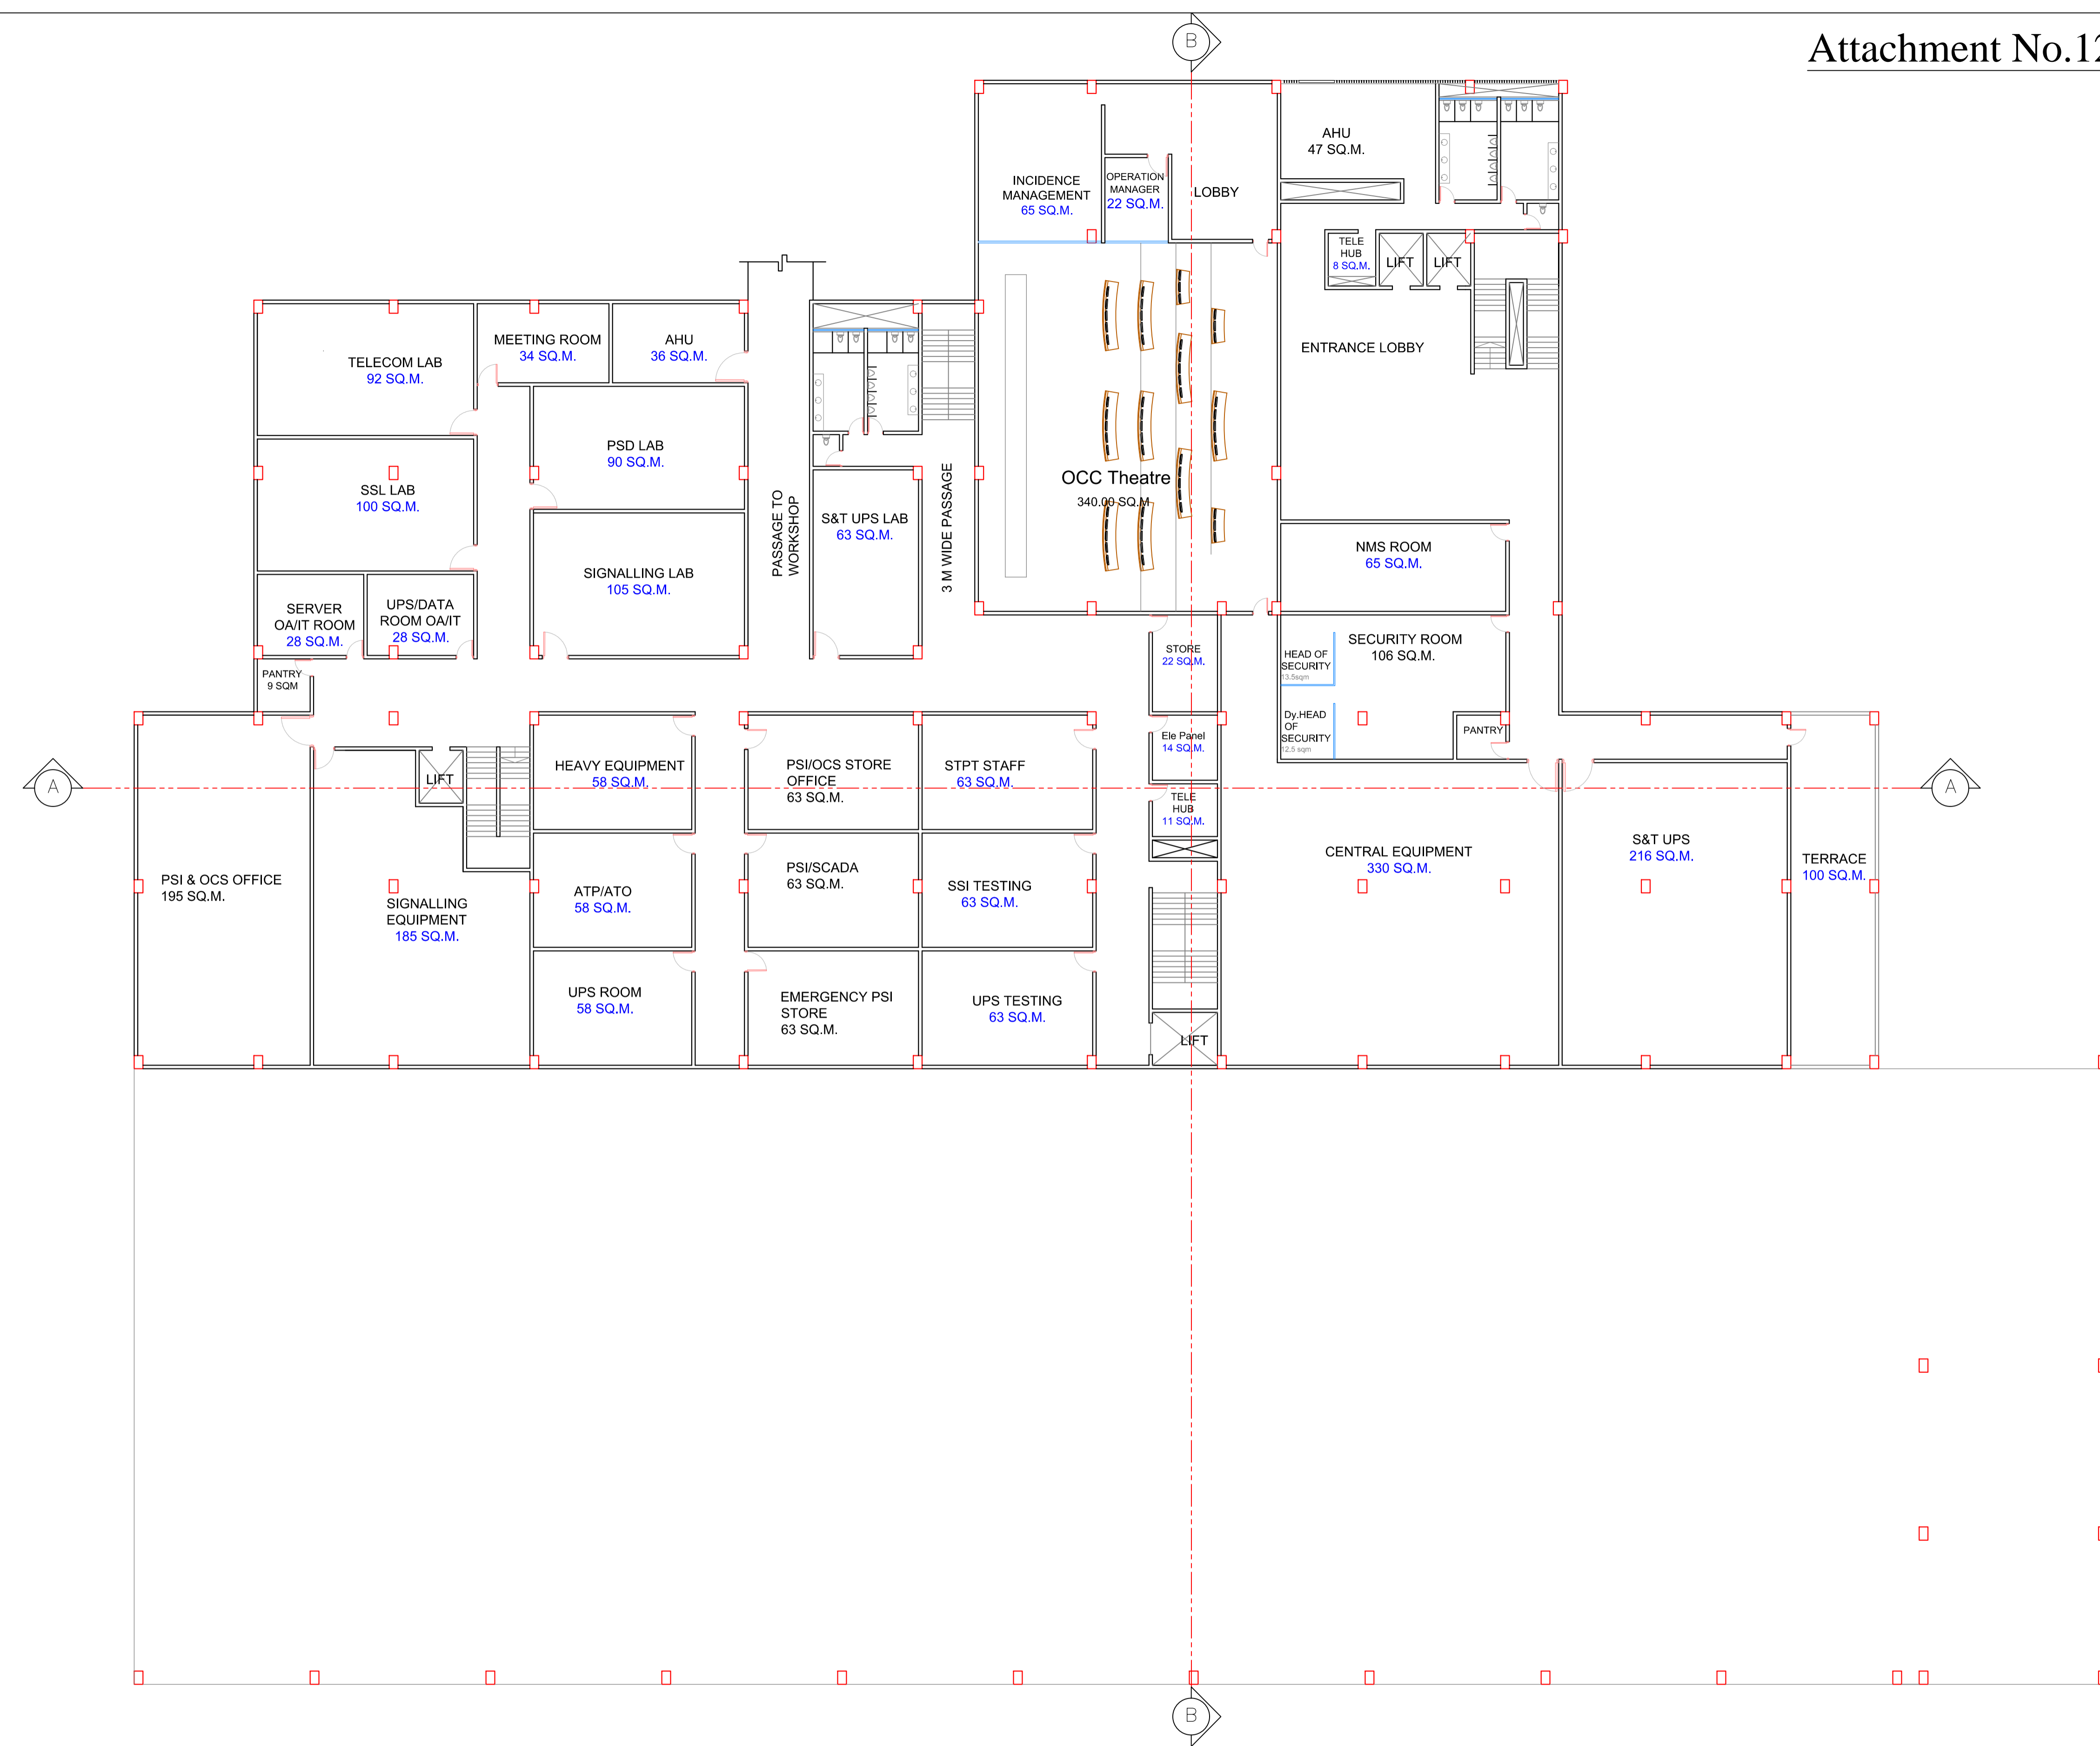 B
Attachment No.12
AHU
47 SQ.M.
INCIDENCE
MANAGEMENT
65 SQ.M.
OPERATION
MANAGER
22 SQ.M.
LOBBY
TELE
HUB
8 SQ.M.
LIFT
LIFT
ENTRANCE LOBBY
TELECOM LAB
92 SQ.M.
MEETING ROOM
34 SQ.M.
AHU
36 SQ.M.
PSD LAB
90 SQ.M.
SSL LAB
100 SQ.M.
PASSAGE TO
WORKSHOP
S&T UPS LAB
63 SQ.M.
3 M WIDE PASSAGE
OCC Theatre
340.00 SQ.M
NMS ROOM
65 SQ.M.
SIGNALLING LAB
105 SQ.M.
SERVER
OA/IT ROOM
28 SQ.M.
UPS/DATA
ROOM OA/IT
28 SQ.M.
PANTRY
9 SQM
STORE
22 SQ.M.
HEAD OF
SECURITY
13.5sqm
SECURITY ROOM
106 SQ.M.
Dy.HEAD
OF
SECURITY
12.5 sqm
PANTRY
Ele Panel
14 SQ.M.
A
LIFT
HEAVY EQUIPMENT
58 SQ.M.
PSI/OCS STORE
OFFICE
63 SQ.M.
STPT STAFF
63 SQ.M.
TELE
HUB
11 SQ.M.
A
PSI & OCS OFFICE
195 SQ.M.
SIGNALLING
EQUIPMENT
185 SQ.M.
ATP/ATO
58 SQ.M.
PSI/SCADA
63 SQ.M.
SSI TESTING
63 SQ.M.
CENTRAL EQUIPMENT
330 SQ.M.
S&T UPS
216 SQ.M.
TERRACE
100 SQ.M.
UPS ROOM
58 SQ.M.
EMERGENCY PSI
STORE
63 SQ.M.
UPS TESTING
63 SQ.M.
LIFT
B